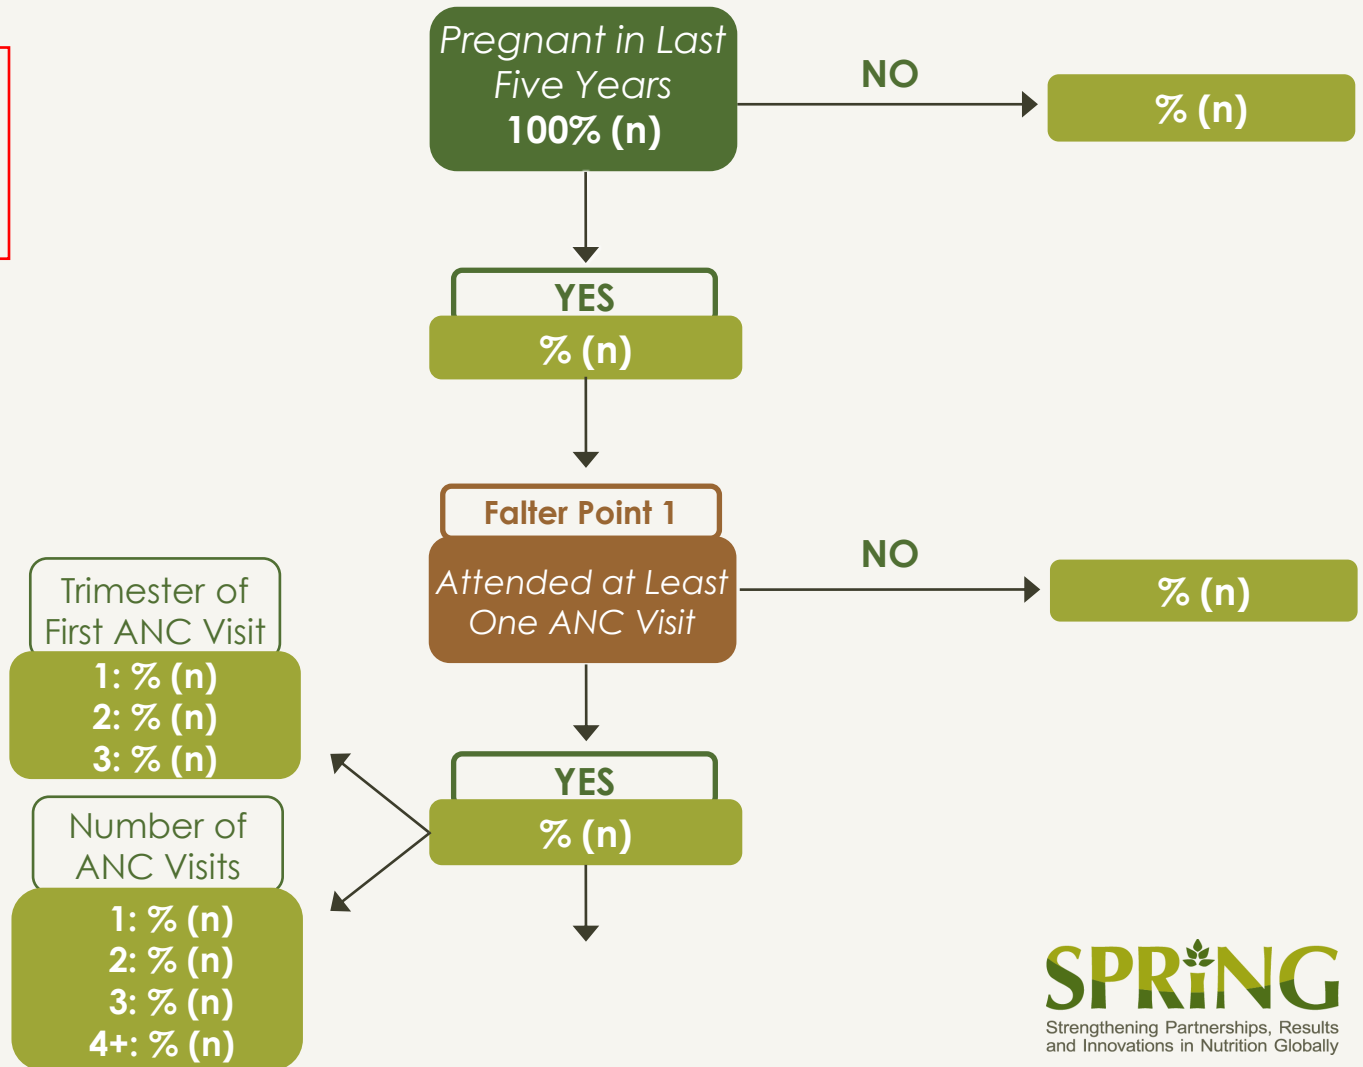 Pregnant in Last
Five Years
100% (n)
NO
% (n)
YES
% (n)
Falter Point 1
Attended at Least
One ANC Visit
NO
% (n)
Trimester of
First ANC Visit
1: % (n)
2: % (n)
3: % (n)
YES
% (n)
Number of
ANC Visits
1: % (n)
2: % (n)
3: % (n)
4+: % (n)
SPRING
Strengthening Partnerships, Results
and Innovations in Nutrition Globally